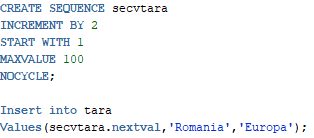 CREATE SEQUENCE secvtara
INCREMENT BY 2
START WITH 1
MAXVALUE 100
NOCYCLE;
Insert into tara
Values(secvtara.nextval,'Romania','Europa');